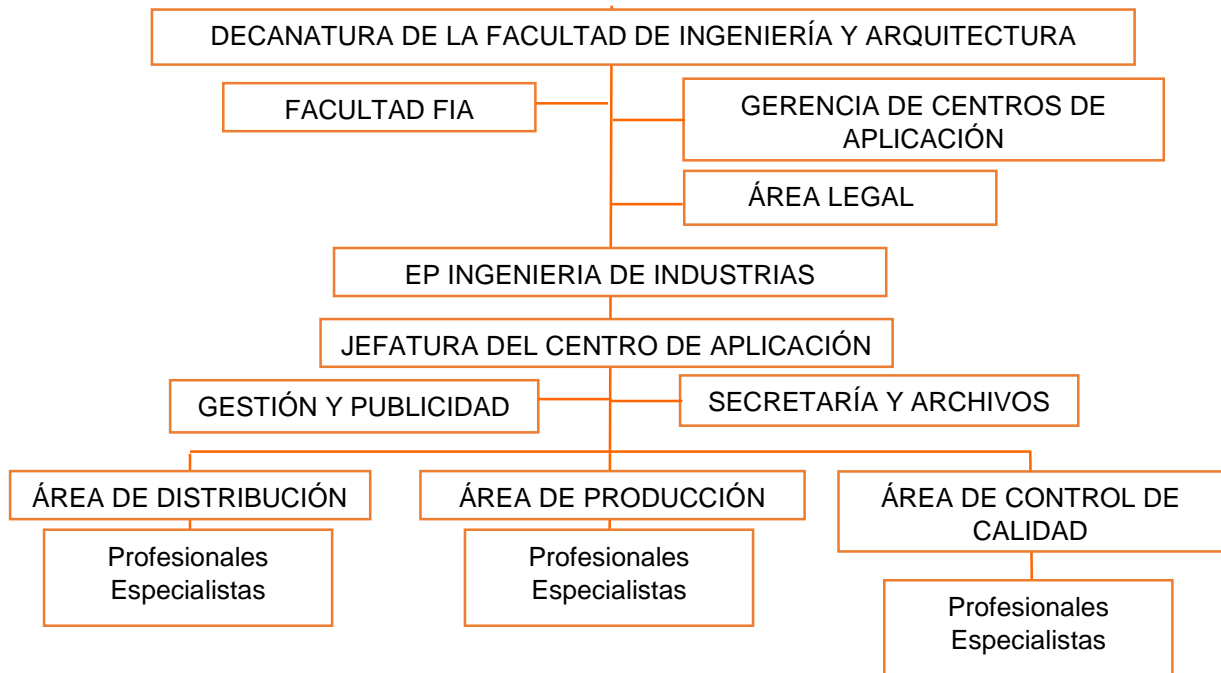 DECANATURA DE LA FACULTAD DE INGENIERÍA Y ARQUITECTURA
FACULTAD FIA
GERENCIA DE CENTROS DE
APLICACIÓN
ÁREA LEGAL
EP INGENIERIA DE INDUSTRIAS
JEFATURA DEL CENTRO DE APLICACIÓN
GESTIÓN Y PUBLICIDAD
SECRETARÍA Y ARCHIVOS
ÁREA DE DISTRIBUCIÓN
Profesionales
Especialistas
ÁREA DE PRODUCCIÓN
Profesionales
Especialistas
ÁREA DE CONTROL DE
CALIDAD
Profesionales
Especialistas